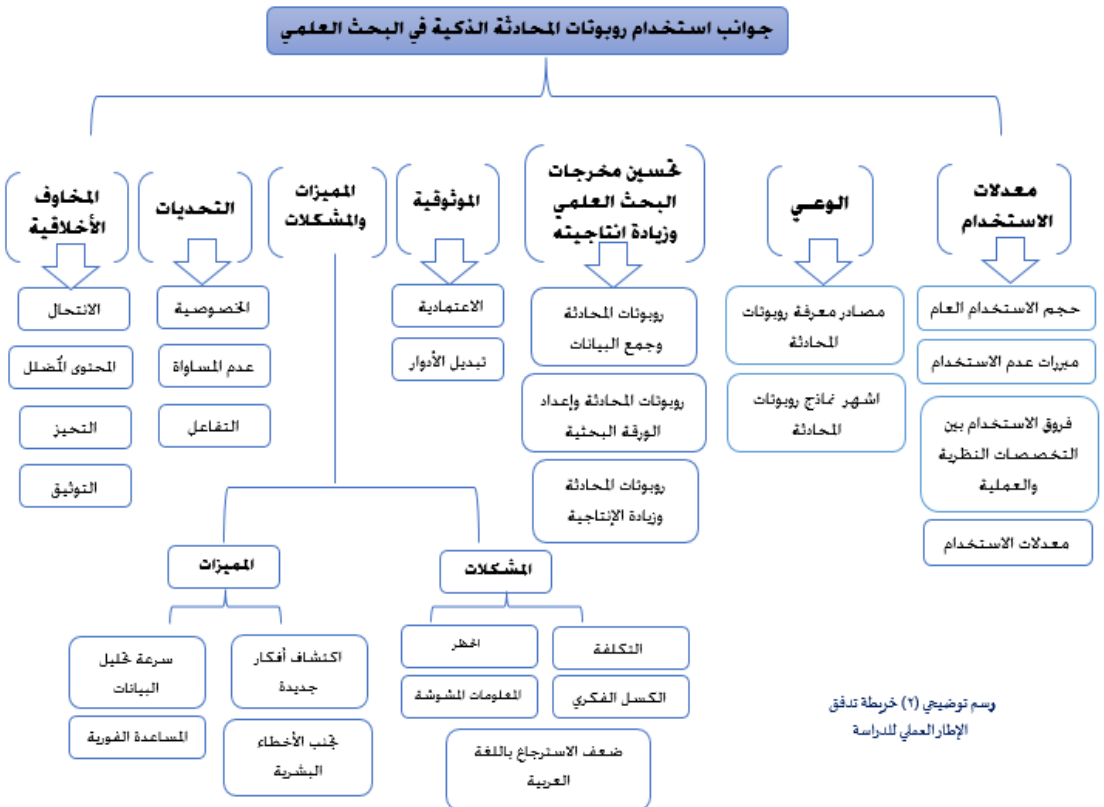 جوانب استخدام روبوتات المحادثة الذكية في البحث العلمي
معدلات
الاستخدام
حجم الاستخدام العام
مبررات عدم الاستخدام
فروق الاستخدام بين
التخصصات النظرية
والعملية
معدلات الاستخدام
الوعي
مصادر معرفة روبوتات
المحادثة
اشهر نماذج روبوتات
المحادثة
تحسين مخرجات
البحث العلمي
وزيادة انتاجيته
روبوتات المحادثة
وجمع البيانات
روبوتات المحادثة وإعداد
الورقة البحثية
روبوتات المحادثة
وزيادة الإنتاجية
الموثوقية
الاعتمادية
تبديل الأدوار
المميزات
والمشكلات
المشكلات
التكلفة
الحظر
الكسل الفكري
المعلومات المشوشة
ضعف الاسترجاع باللغة
العربية
المميزات
اكتشاف أفكار
جديدة
سرعة تحليل
البيانات
تجنب الأخطاء
البشرية
المساعدة الفورية
التحديات
الخصوصية
عدم المساواة
التفاعل
المخاوف
الأخلاقية
الانتحال
المحتوى المُضلل
التحيز
التوثيق
رسم توضيحي (٢) خريطة تدفق
الإطار العملي للدراسة